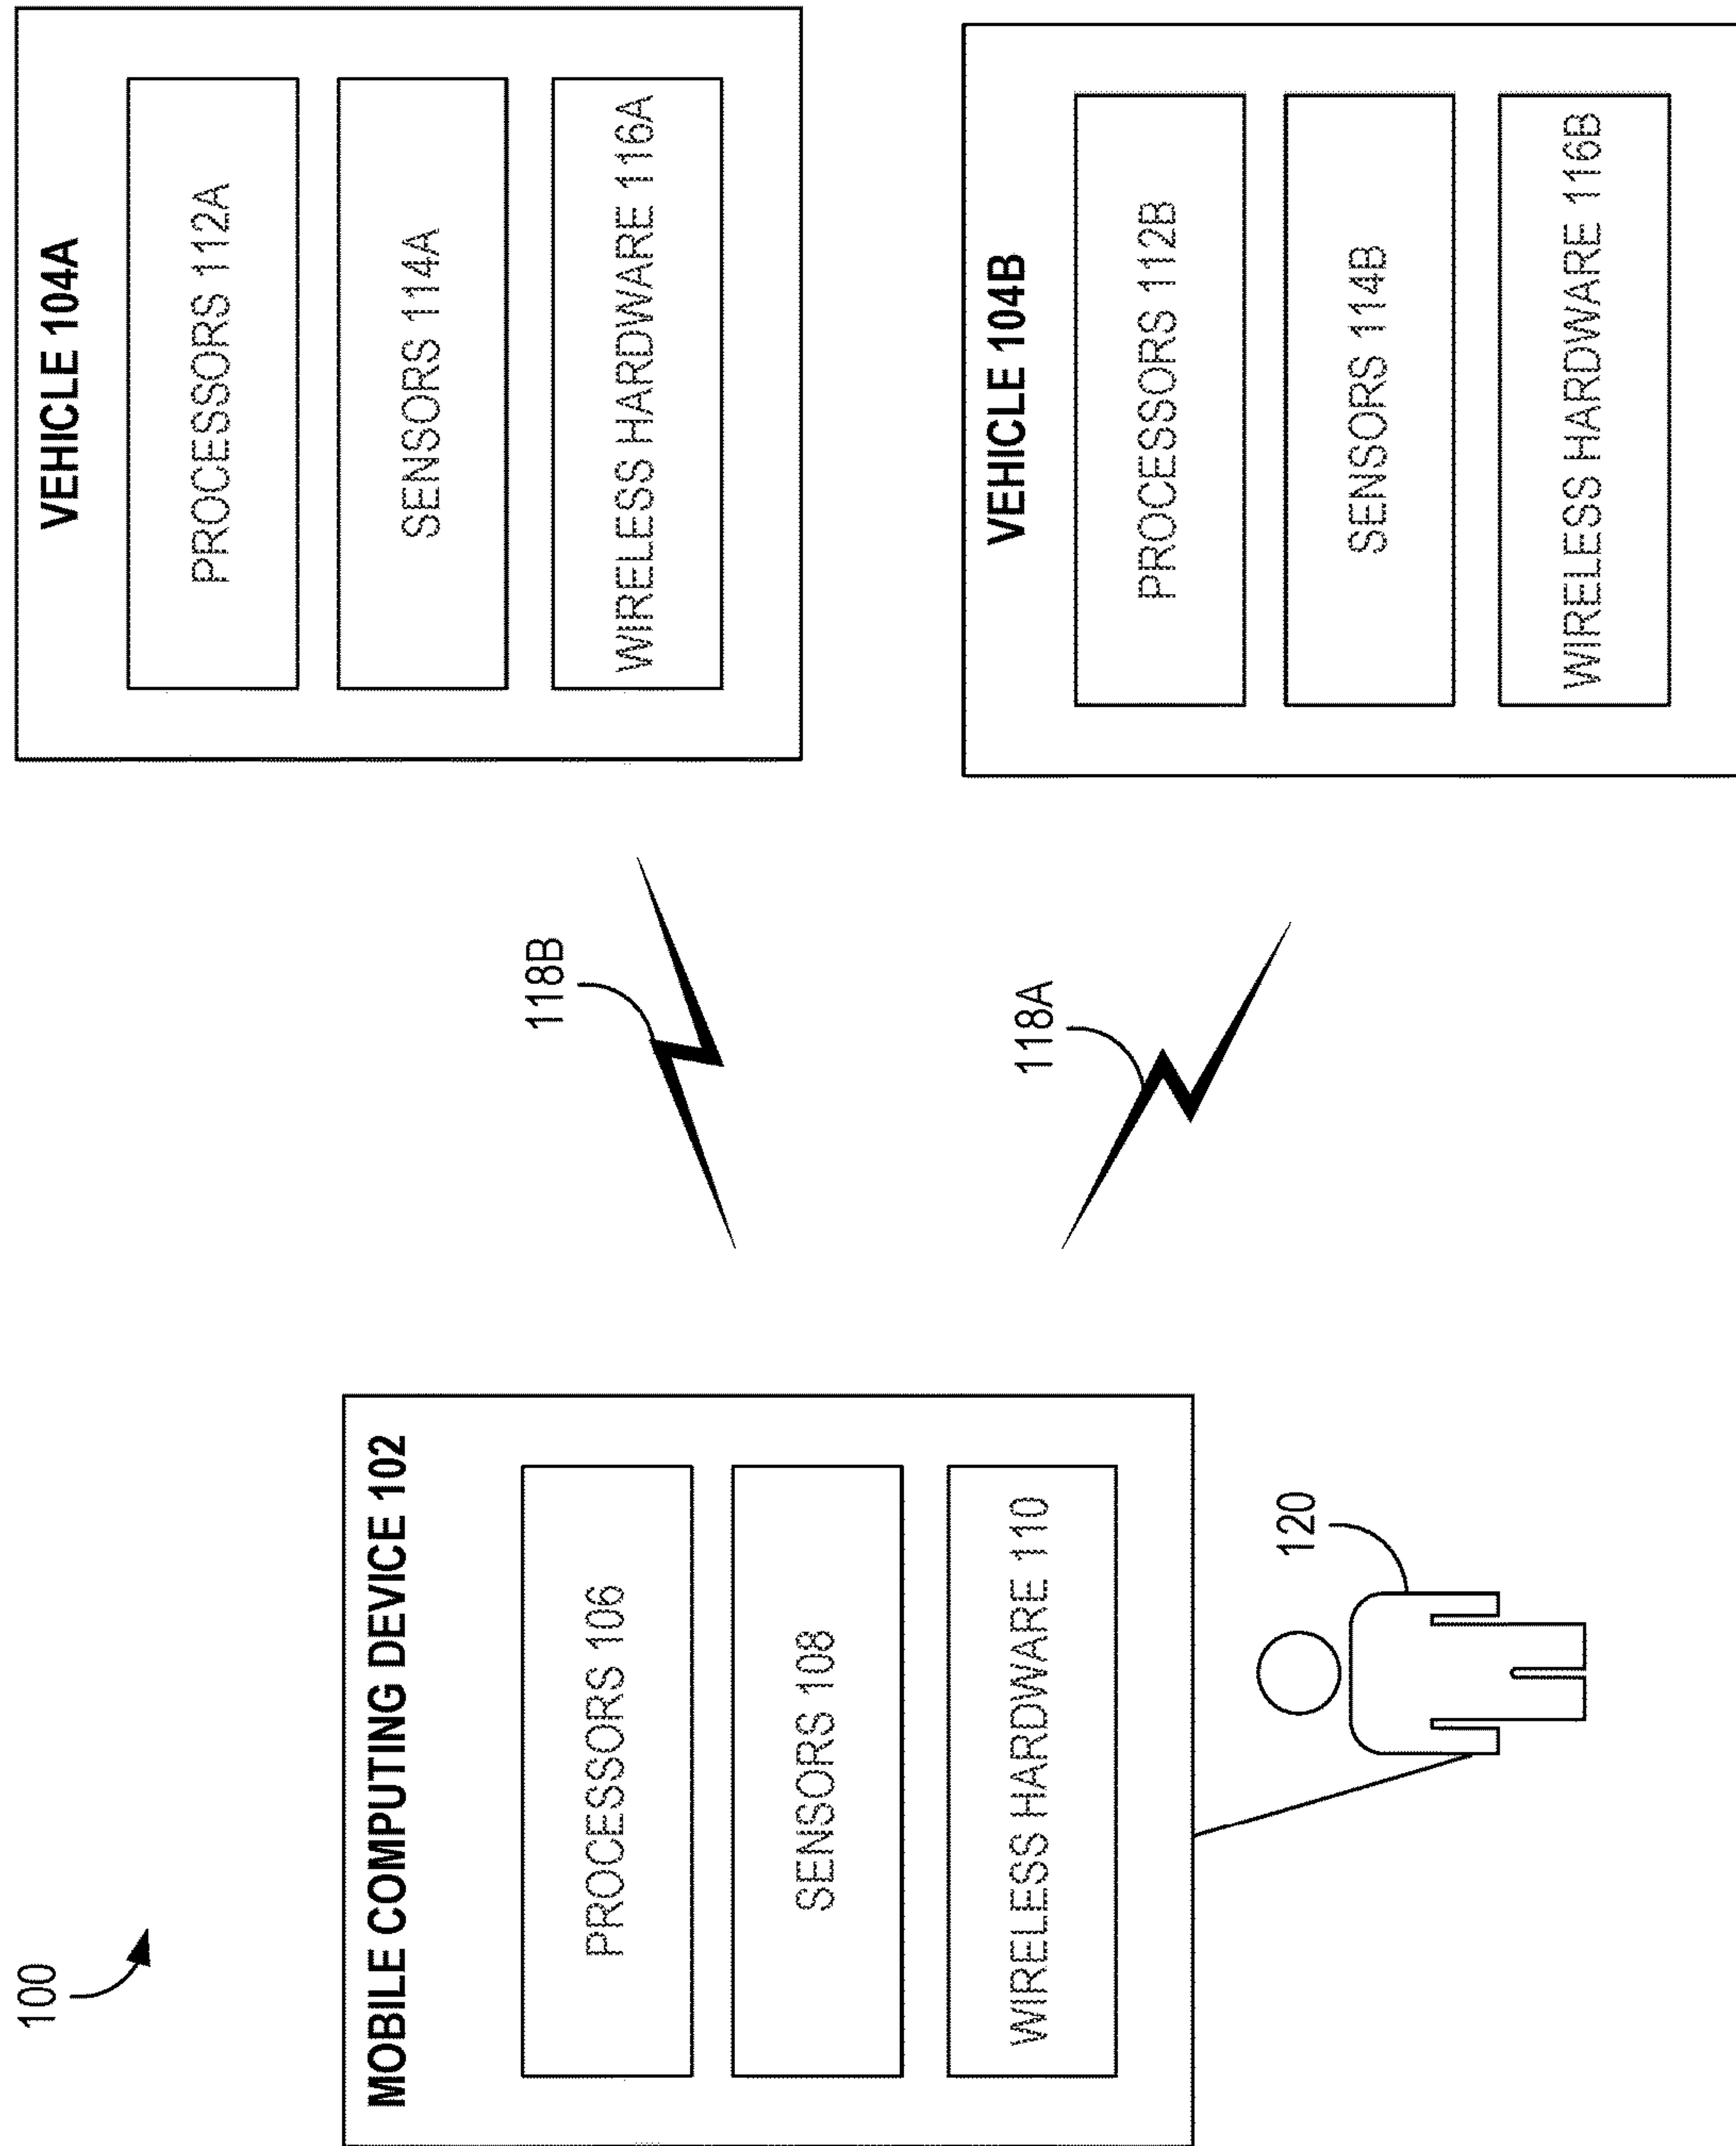 100
MOBILE COMPUTING DEVICE 102
PROCESSORS 106
SENSORS 108
WIRELESS HARDWARE 110
120
118B
118A
VEHICLE 104A
PROCESSORS 112A
SENSORS 114A
WIRELESS HARDWARE 116A
VEHICLE 104B
PROCESSORS 112B
SENSORS 114B
WIRELESS HARDWARE 116B